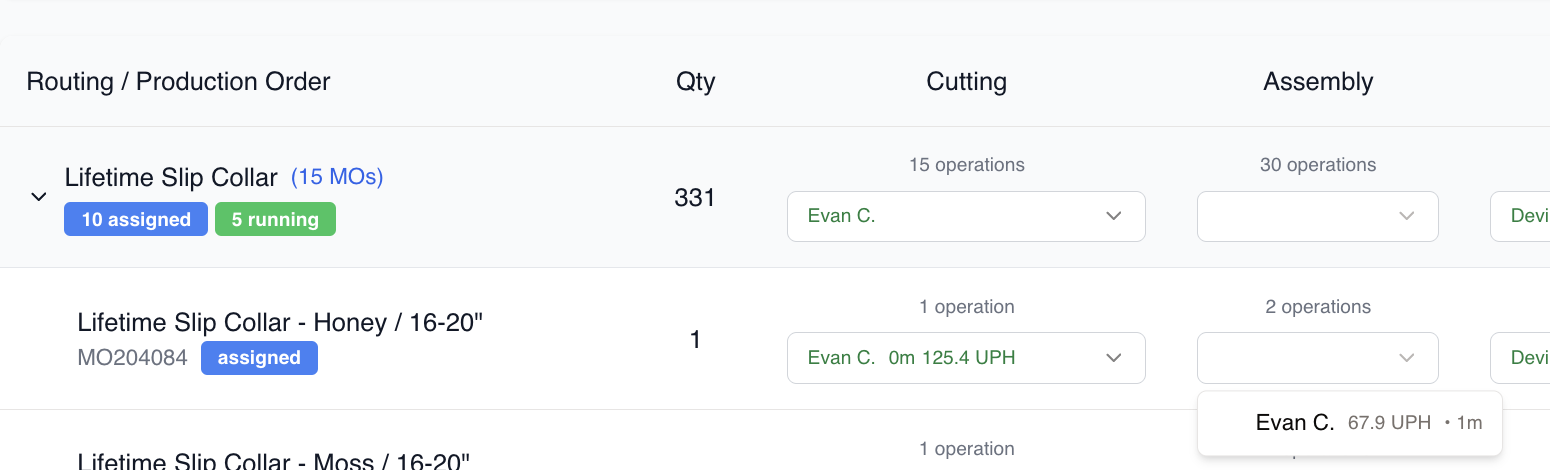 Routing / Production Order Qty Cutting Assembly
15 operations 30 operations
Lifetime Slip Collar (15 MOs)
10 assigned 5 running
331
Evan C.
Devi
1 operation 2 operations
Lifetime Slip Collar - Honey / 16-20"
MO204084 assigned
1
Evan C. 0m 125.4 UPH
Devi
Evan C. 67.9 UPH • 1m
1 operation
Lifetime Slip Collar - Moss / 16-20"